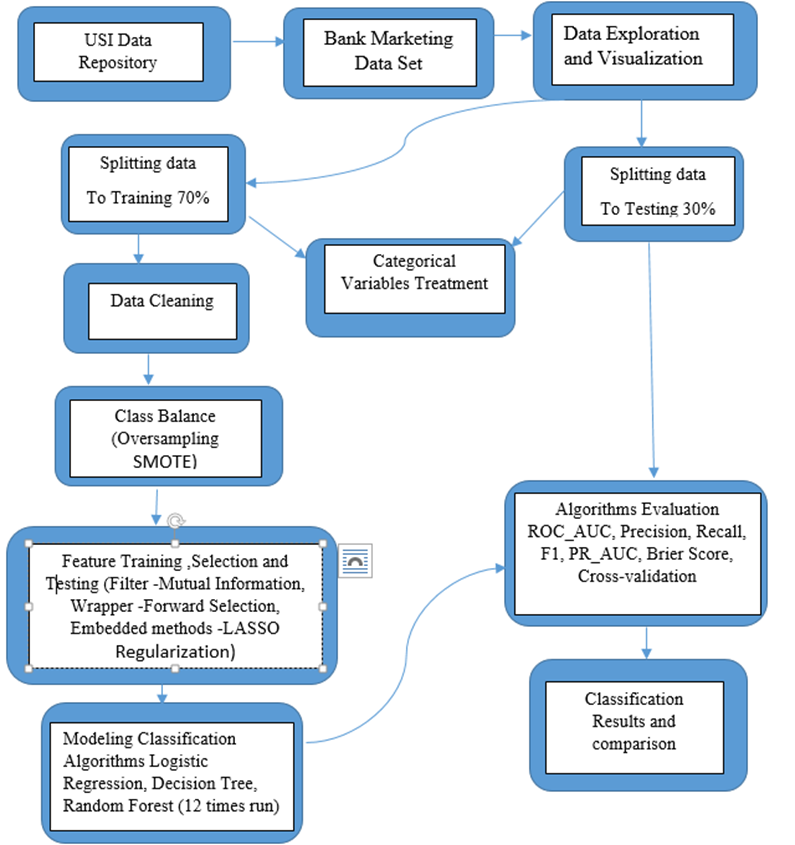 USI Data
Repository
Bank Marketing
Data Set
Data Exploration
and Visualization
Splitting data
To Training 70%
Splitting data
To Testing 30%
Categorical
Variables Treatment
Data Cleaning
Class Balance
(Oversampling
SMOTE)
Feature Training ,Selection and
Testing (Filter -Mutual Information,
Wrapper -Forward Selection,
Embedded methods -LASSO
Regularization)
Algorithms Evaluation
ROC_AUC, Precision, Recall,
F1, PR_AUC, Brier Score,
Cross-validation
Modeling Classification
Algorithms Logistic
Regression, Decision Tree,
Random Forest (12 times run)
Classification
Results and
comparison